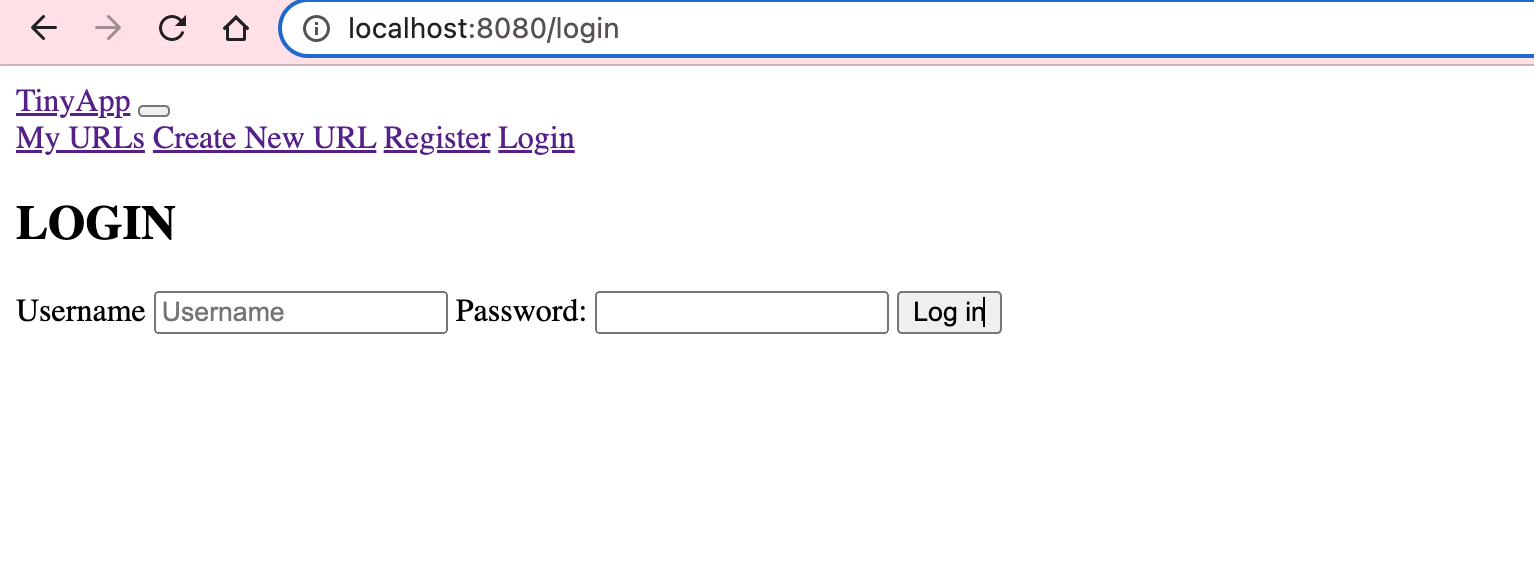 localhost:8080/login
TinyApp
My URLs Create New URL Register Login
LOGIN
Username Username Password: Log in